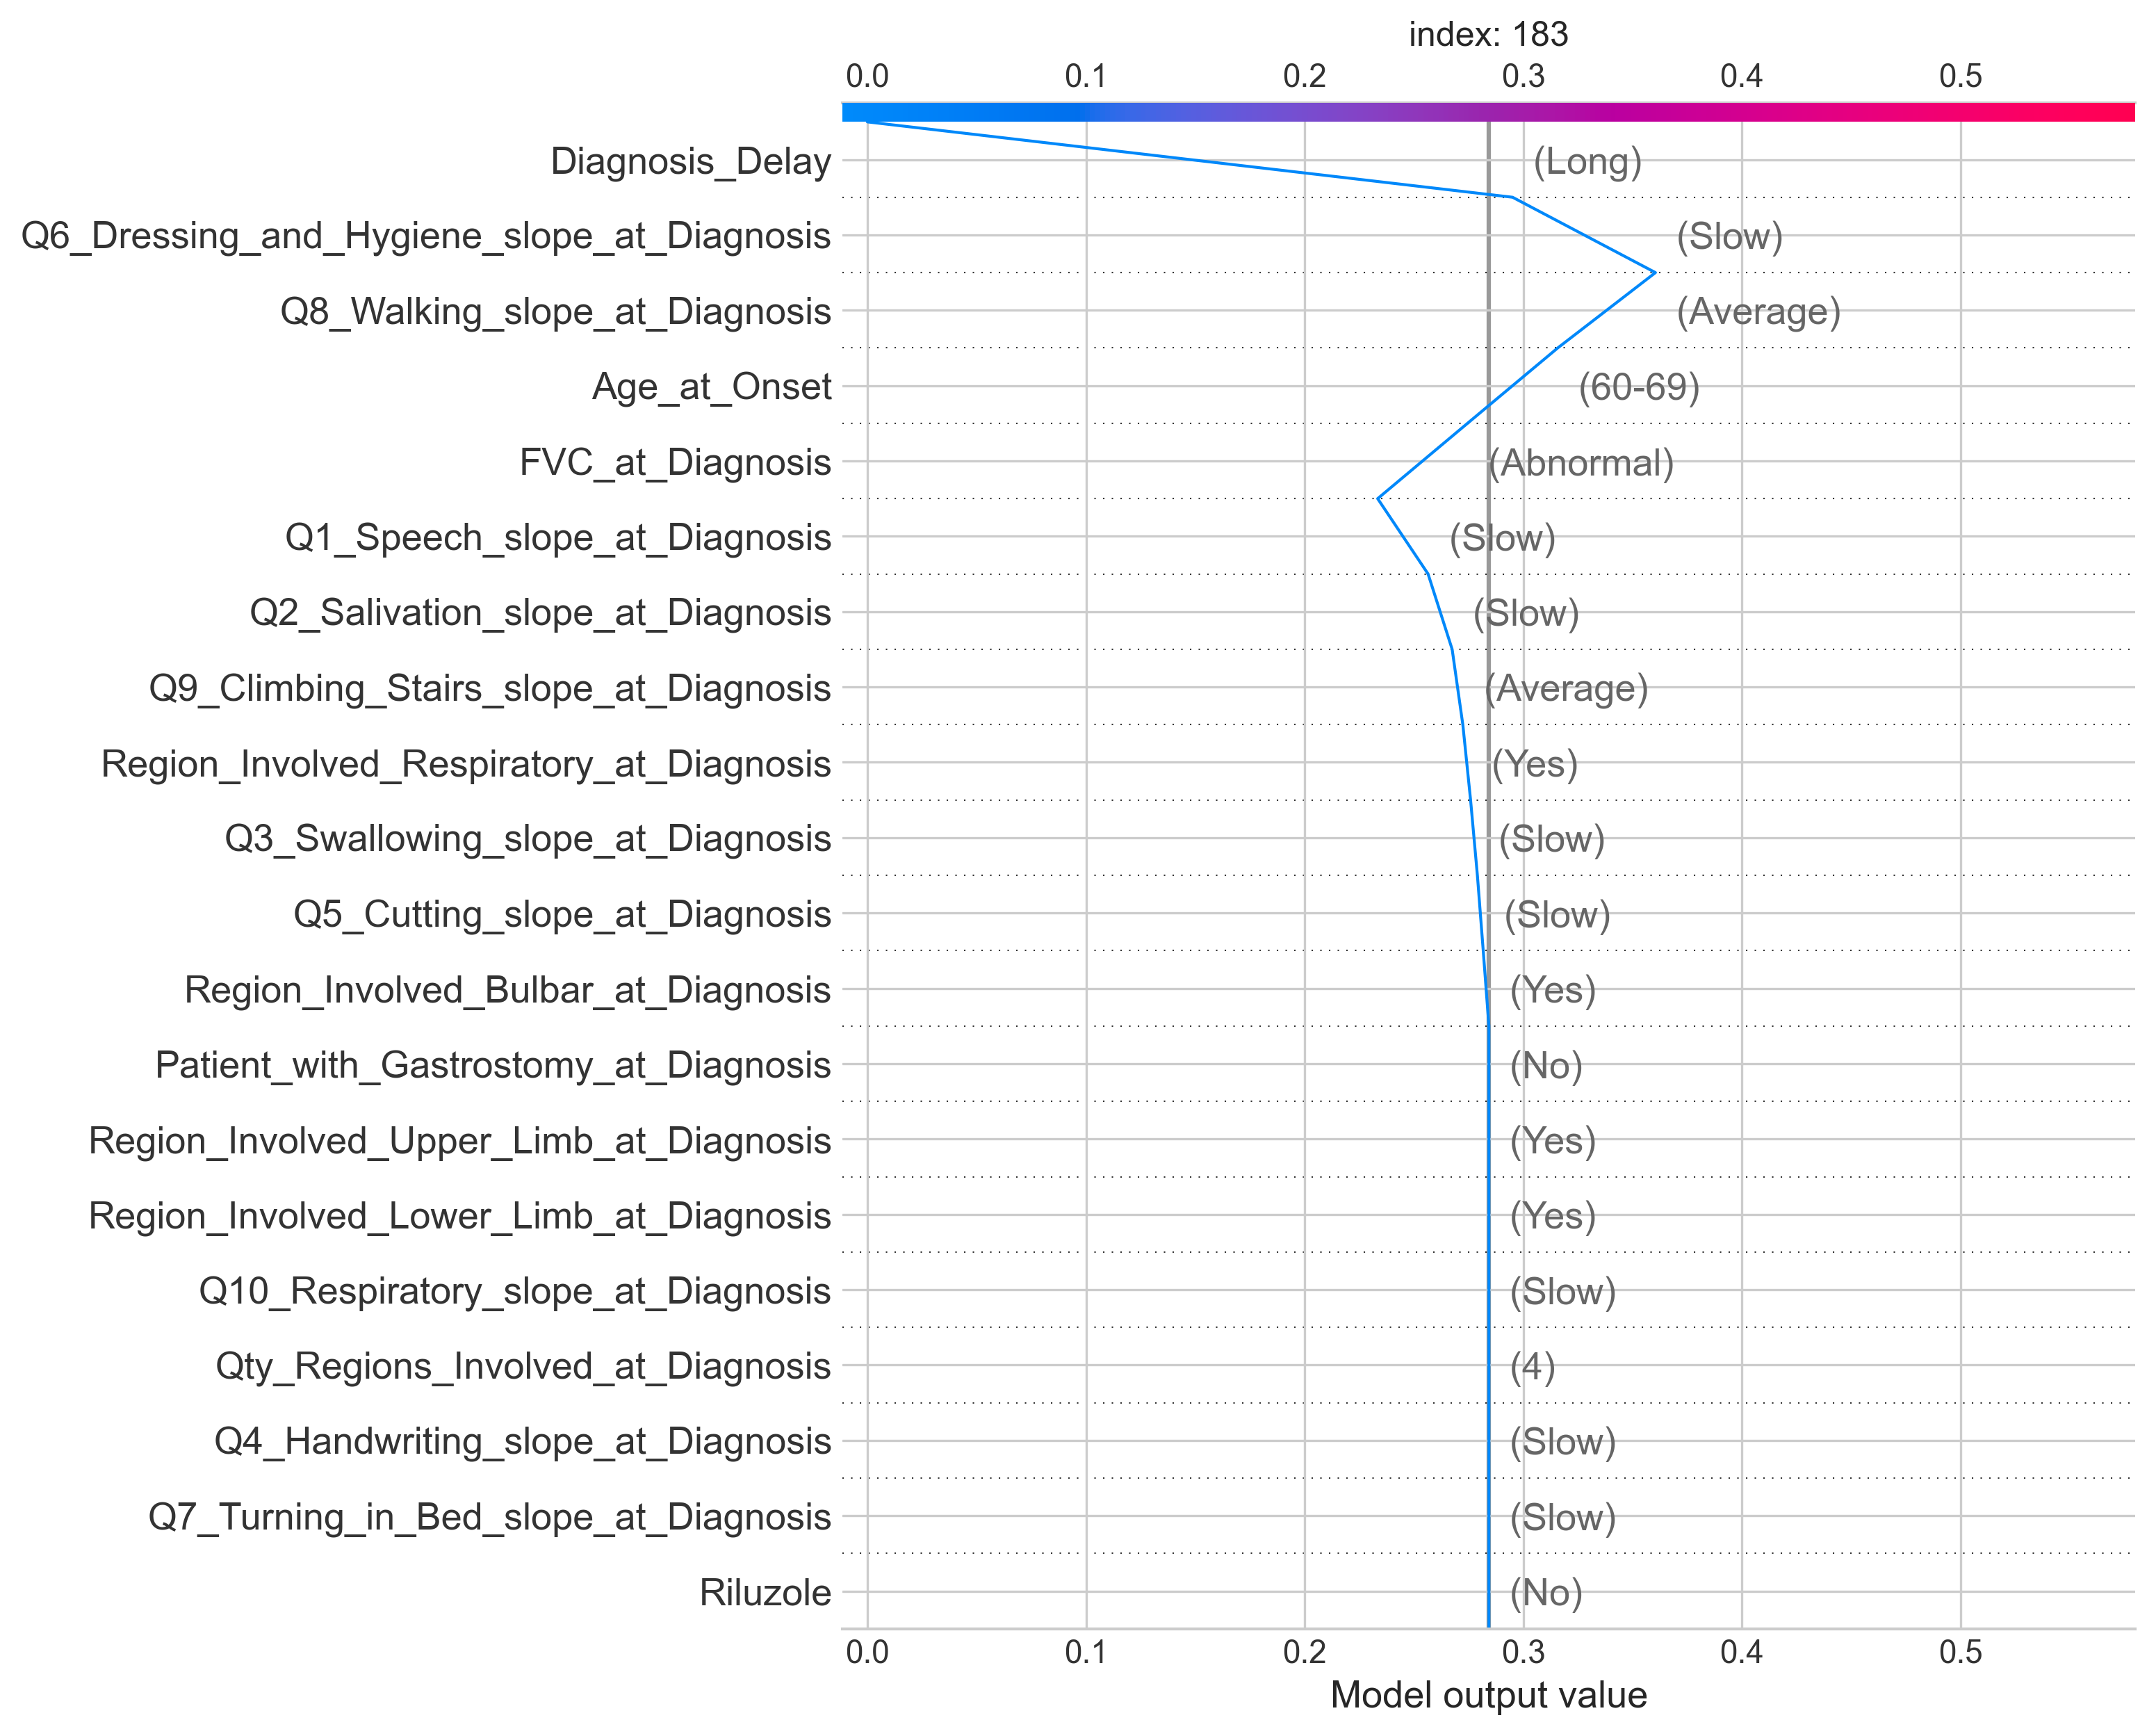 index: 183
0.0 0.1 0.2 0.3 0.4 0.5
Diagnosis_Delay (Long)
Q6_Dressing_and_Hygiene_slope_at_Diagnosis (Slow)
Q8_Walking_slope_at_Diagnosis (Average)
Age_at_Onset (60-69)
FVC_at_Diagnosis (Abnormal)
Q1_Speech_slope_at_Diagnosis (Slow)
Q2_Salivation_slope_at_Diagnosis (Slow)
Q9_Climbing_Stairs_slope_at_Diagnosis (Average)
Region_Involved_Respiratory_at_Diagnosis (Yes)
Q3_Swallowing_slope_at_Diagnosis (Slow)
Q5_Cutting_slope_at_Diagnosis (Slow)
Region_Involved_Bulbar_at_Diagnosis (Yes)
Patient_with_Gastrostomy_at_Diagnosis (No)
Region_Involved_Upper_Limb_at_Diagnosis (Yes)
Region_Involved_Lower_Limb_at_Diagnosis (Yes)
Q10_Respiratory_slope_at_Diagnosis (Slow)
Qty_Regions_Involved_at_Diagnosis (4)
Q4_Handwriting_slope_at_Diagnosis (Slow)
Q7_Turning_in_Bed_slope_at_Diagnosis (Slow)
Riluzole (No)
0.0 0.1 0.2 0.3 0.4 0.5
Model output value